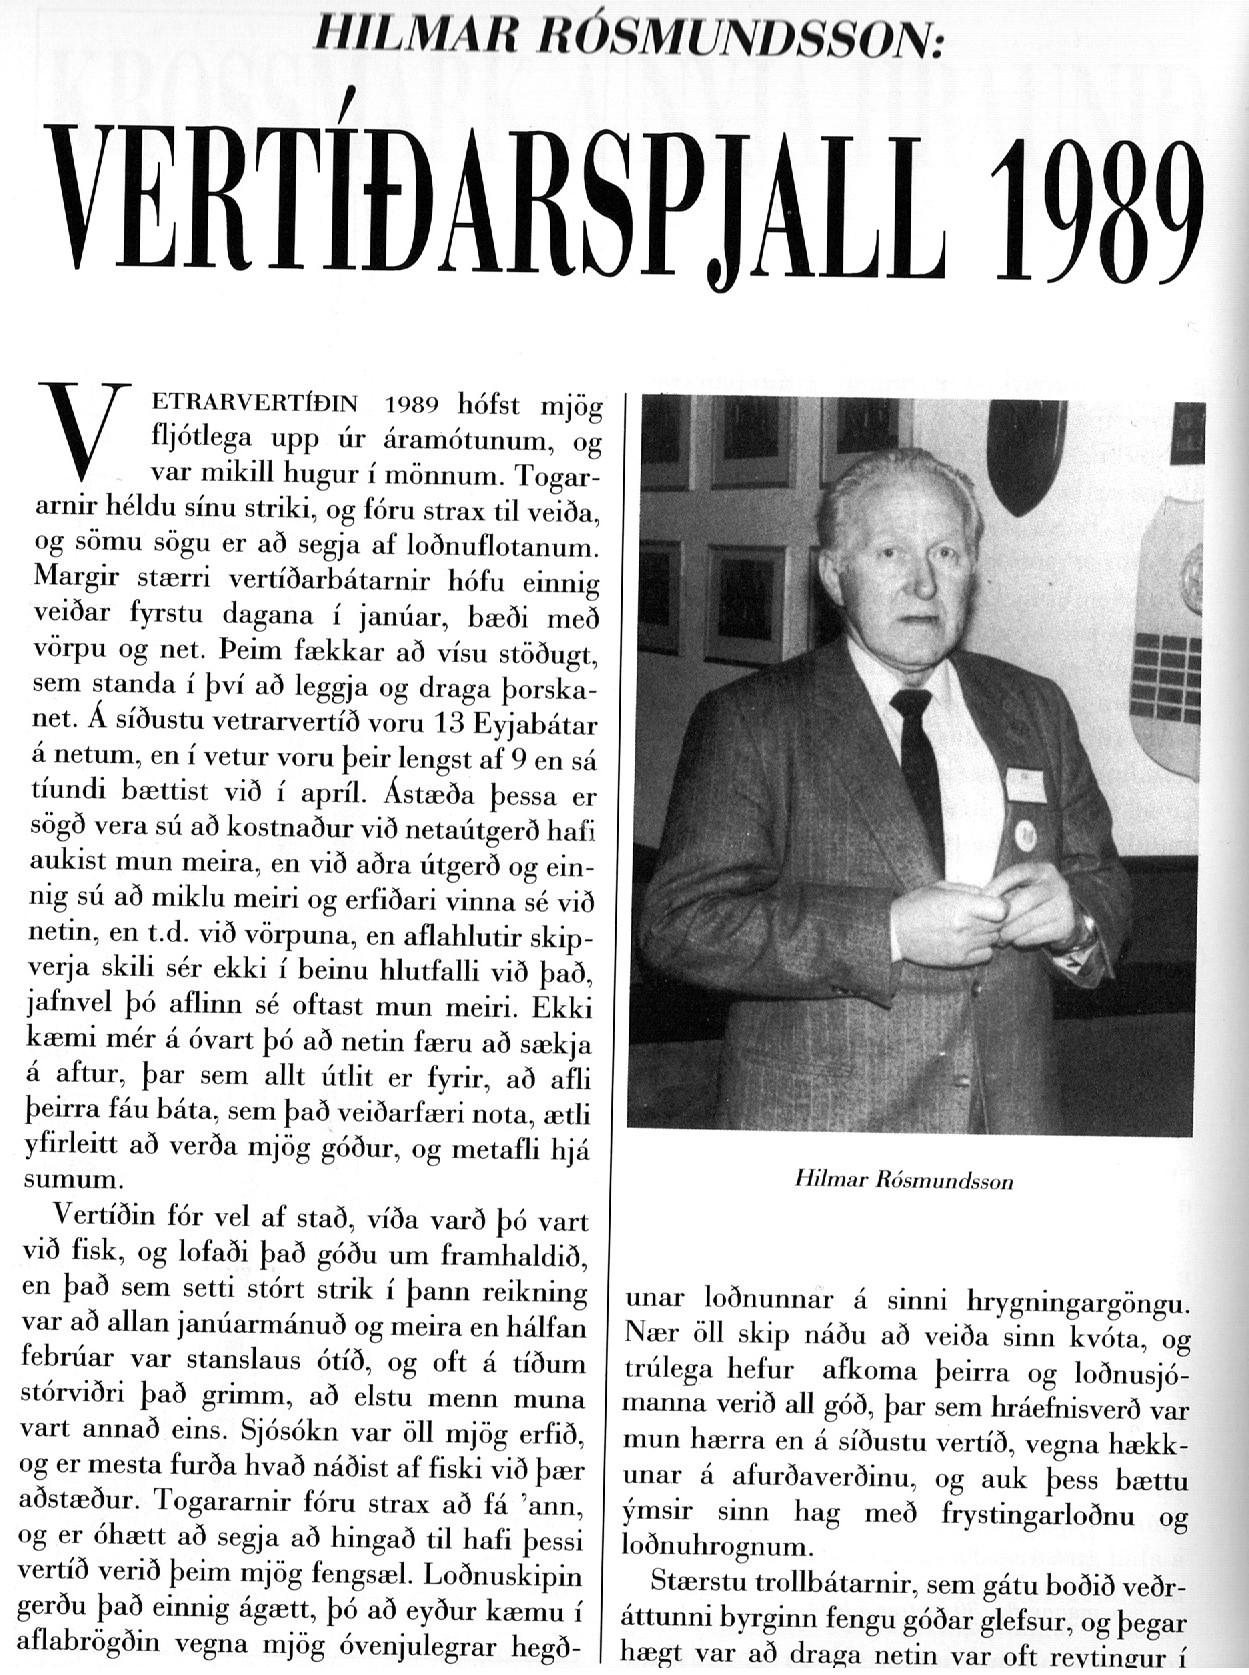 HILMAR RÓSMUNDSSON:
VERTÍÐARSPJALL 1989
VETRARVERTÍÐIN 1989 hófst mjög
fljótlega upp úr áramótunum, og
var mikill hugur í mönnum. Togar-
arnir héldu sínu striki, og fóru strax til veiða,
og sömu sögu er að segja af loðnuflotanum.
Margir stærri vertíðarbátarnir hófu einnig
veiðar fyrstu dagana í janúar, bæði með
vörpu og net. Þeim fækkar að vísu stöðugt,
sem standa í því að leggja og draga þorska-
net. Á síðustu vetrarvertíð voru 13 Eyjabátar
á netum, en í vetur voru þeir lengst af 9 en sá
tíundi bættist við í apríl. Ástæða þessa er
sögð vera sú að kostnaður við netaútgerð hafi
aukist mun meira, en við aðra útgerð og ein-
nig sú að miklu meiri og erfiðari vinna sé við
netin, en t.d. við vörpuna, en aflahlutir skip-
verja skili sér ekki í beinu hlutfalli við það,
jafnvel þó aflinn sé oftast mun meiri. Ekki
kæmi mér á óvart þó að netin færu að sækja
á aftur, þar sem allt útlit er fyrir, að afli
þeirra fáu báta, sem það veiðarfæri nota, ætli
yfirleitt að verða mjög góður, og metafli hjá
sumum.
Vertíðin fór vel af stað, víða varð þó vart
við fisk, og lofaði það góðu um framhaldið,
en það sem setti stórt strik í þann reikning
var að allan janúarmánuð og meira en hálfan
febrúar var stanslaus ótíð, og oft á tíðum
stórviðri það grimm, að elstu menn muna
vart annað eins. Sjósókn var öll mjög erfið,
og er mesta furða hvað náðist af fiski við þær
aðstæður. Togararnir fóru strax að fá 'ann,
og er óhætt að segja að hingað til hafi þessi
vertíð verið þeim mjög fengsæl. Loðnuskipin
gerðu það einnig ágætt, þó að eyður kæmu í
aflabrögðin vegna mjög óvenjulegrar hegð-
Hilmar Rósmundsson
unar loðnunnar á sinni hrygningargöngu.
Nær öll skip náðu að veiða sinn kvóta, og
trúlega hefur afkoma þeirra og loðnusjó-
manna verið all góð, þar sem hráefnisverð var
mun hærra en á síðustu vertíð, vegna hækk-
unar á afurðaverðinu, og auk þess bættu
ýmsir sinn hag með frystingarloðnu og
loðnuhrognum.
Stærstu trollbátarnir, sem gátu boðið veðr-
áttunni byrginn fengu góðar glefsur, og þegar
hægt var að draga netin var oft reytingur í